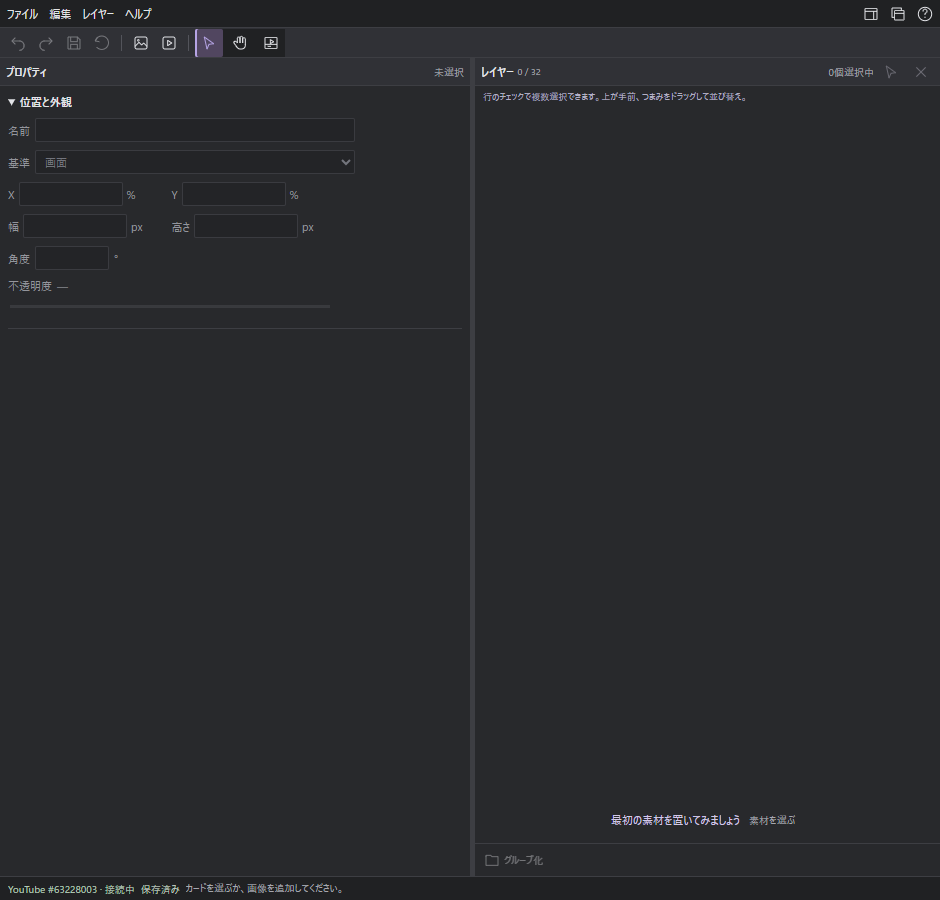 ファイル 編集 レイヤー ヘルプ
プロパティ 未選択
▼ 位置と外観
名前
基準 画面
X % Y %
幅 px 高さ px
角度 °
不透明度 —
レイヤー 0 / 32 0個選択中
行のチェックで複数選択できます。上が手前、つまみをドラッグして並び替え。
最初の素材を置いてみましょう 素材を選ぶ
グループ化
YouTube #63228003 · 接続中 保存済み カードを選ぶか、画像を追加してください。